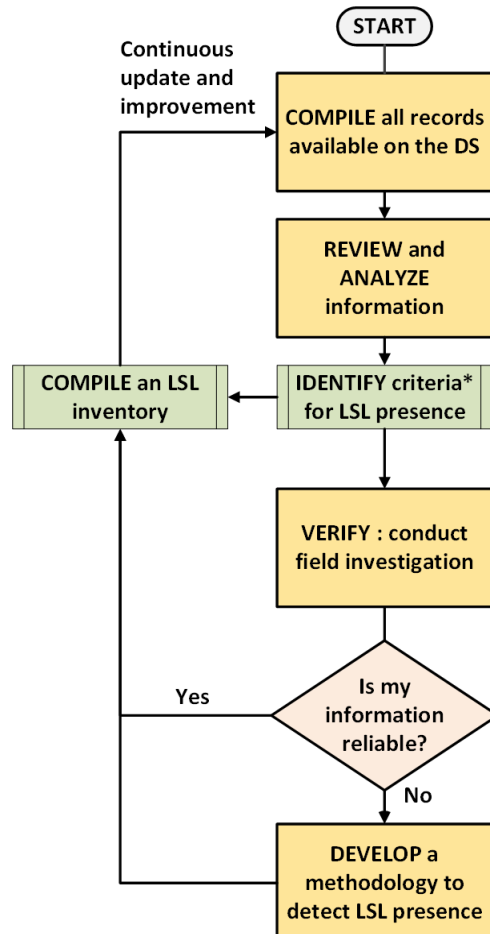 START
Continuous
update and
improvement
COMPILE all records
available on the DS
REVIEW and
ANALYZE
information
COMPILE an LSL
inventory
IDENTIFY criteria*
for LSL presence
VERIFY : conduct
field investigation
Is my
information
reliable?
Yes
No
DEVELOP a
methodology to
detect LSL presence